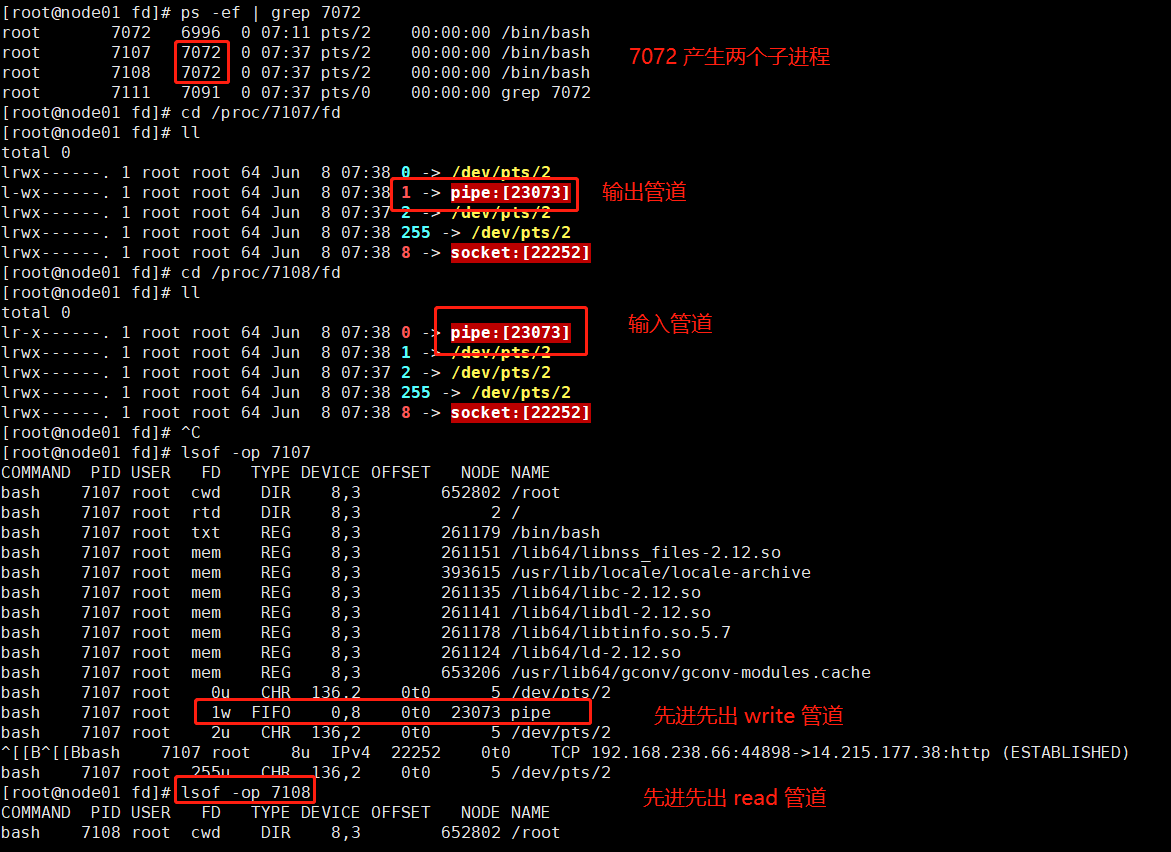 [root@node01 fd]# ps -ef | grep 7072
root       7072   6996  0 07:11 pts/2    00:00:00 /bin/bash
root       7107   7072  0 07:37 pts/2    00:00:00 /bin/bash
7072 产生两个子进程
root       7108   7072  0 07:37 pts/2    00:00:00 /bin/bash
root       7111   7091  0 07:37 pts/0    00:00:00 grep 7072
[root@node01 fd]# cd /proc/7107/fd
[root@node01 fd]# ll
total 0
lrwx------. 1 root root 64 Jun  8 07:38 0 -> /dev/pts/2
l-wx------. 1 root root 64 Jun  8 07:38 1 -> pipe:[23073]
输出管道
lrwx------. 1 root root 64 Jun  8 07:37 2 -> /dev/pts/2
lrwx------. 1 root root 64 Jun  8 07:38 255 -> /dev/pts/2
lrwx------. 1 root root 64 Jun  8 07:38 8 -> socket:[22252]
[root@node01 fd]# cd /proc/7108/fd
[root@node01 fd]# ll
total 0
lr-x------. 1 root root 64 Jun  8 07:38 0 -> pipe:[23073]
输入管道
lrwx------. 1 root root 64 Jun  8 07:38 1 -> /dev/pts/2
lrwx------. 1 root root 64 Jun  8 07:37 2 -> /dev/pts/2
lrwx------. 1 root root 64 Jun  8 07:38 255 -> /dev/pts/2
lrwx------. 1 root root 64 Jun  8 07:38 8 -> socket:[22252]
[root@node01 fd]# ^C
[root@node01 fd]# lsof -op 7107
COMMAND  PID USER   FD   TYPE DEVICE OFFSET   NODE NAME
bash    7107 root  cwd    DIR    8,3        652802 /root
bash    7107 root  rtd    DIR    8,3             2 /
bash    7107 root  txt    REG    8,3        261179 /bin/bash
bash    7107 root  mem    REG    8,3        261151 /lib64/libnss_files-2.12.so
bash    7107 root  mem    REG    8,3        393615 /usr/lib/locale/locale-archive
bash    7107 root  mem    REG    8,3        261135 /lib64/libc-2.12.so
bash    7107 root  mem    REG    8,3        261141 /lib64/libdl-2.12.so
bash    7107 root  mem    REG    8,3        261178 /lib64/libtinfo.so.5.7
bash    7107 root  mem    REG    8,3        261124 /lib64/ld-2.12.so
bash    7107 root  mem    REG    8,3        653206 /usr/lib64/gconv/gconv-modules.cache
bash    7107 root    0u   CHR  136,2    0t0      5 /dev/pts/2
bash    7107 root    1w  FIFO    0,8    0t0  23073 pipe
先进先出 write 管道
bash    7107 root    2u   CHR  136,2    0t0      5 /dev/pts/2
^[[B^[[Bbash    7107 root    8u  IPv4  22252    0t0    TCP 192.168.238.66:44898->14.215.177.38:http (ESTABLISHED)
bash    7107 root  255u   CHR  136,2    0t0      5 /dev/pts/2
[root@node01 fd]# lsof -op 7108
先进先出 read 管道
COMMAND  PID USER   FD   TYPE DEVICE OFFSET   NODE NAME
bash    7108 root  cwd    DIR    8,3        652802 /root